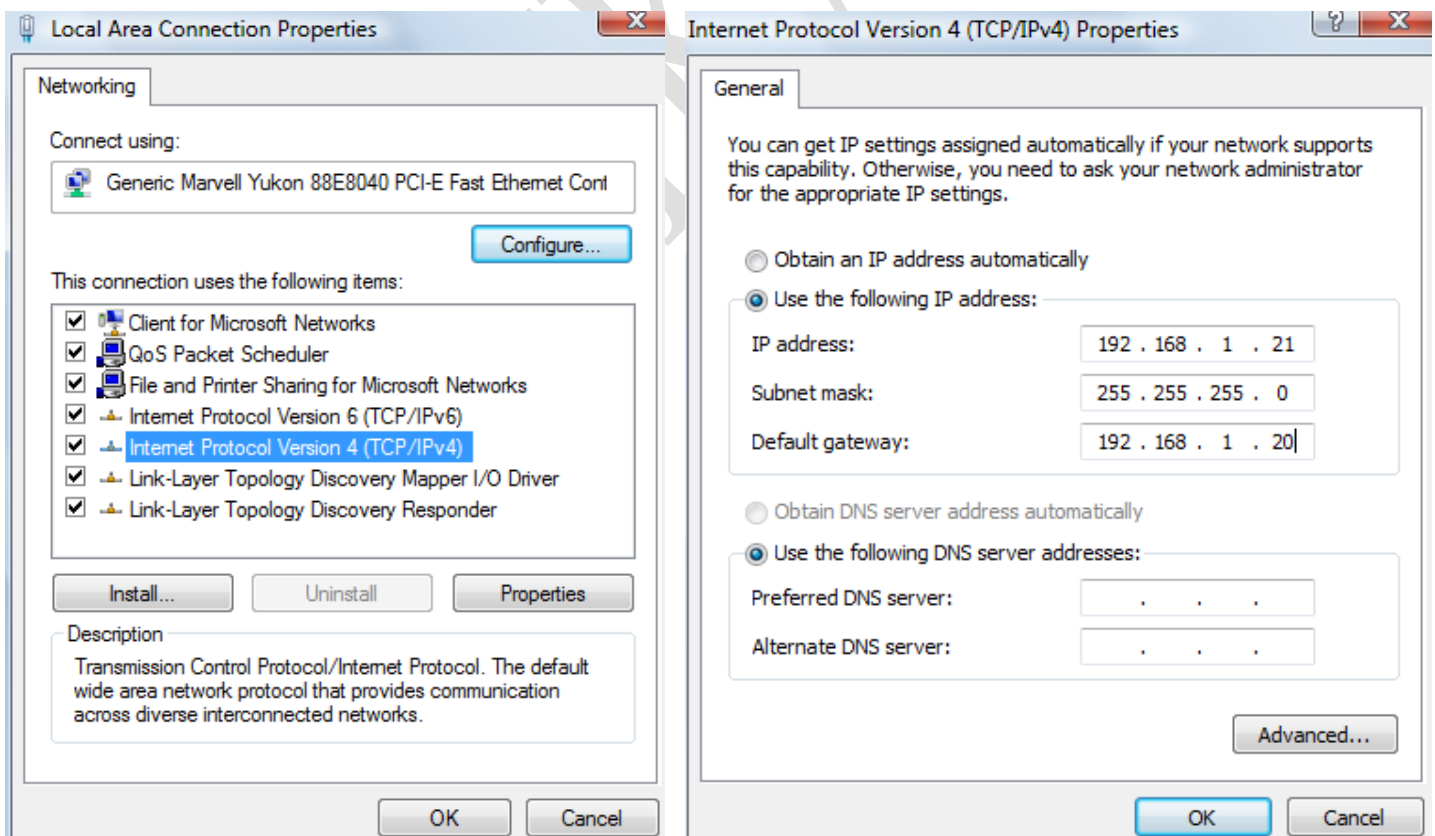 Local Area Connection Properties
Networking
Connect using:
Generic Marvell Yukon 88E8040 PCI-E Fast Ethernet Cont
Configure...
This connection uses the following items:
Client for Microsoft Networks
QoS Packet Scheduler
File and Printer Sharing for Microsoft Networks
Internet Protocol Version 6 (TCP/IPv6)
Internet Protocol Version 4 (TCP/IPv4)
Link-Layer Topology Discovery Mapper I/O Driver
Link-Layer Topology Discovery Responder
Install...
Uninstall
Properties
Description
Transmission Control Protocol/Internet Protocol. The default
wide area network protocol that provides communication
across diverse interconnected networks.
OK
Cancel
Internet Protocol Version 4 (TCP/IPv4) Properties
General
You can get IP settings assigned automatically if your network supports
this capability. Otherwise, you need to ask your network administrator
for the appropriate IP settings.
Obtain an IP address automatically
Use the following IP address:
IP address: 192 . 168 . 1 . 21
Subnet mask: 255 . 255 . 255 . 0
Default gateway: 192 . 168 . 1 . 20
Obtain DNS server address automatically
Use the following DNS server addresses:
Preferred DNS server: . . .
Alternate DNS server: . . .
Advanced...
OK
Cancel